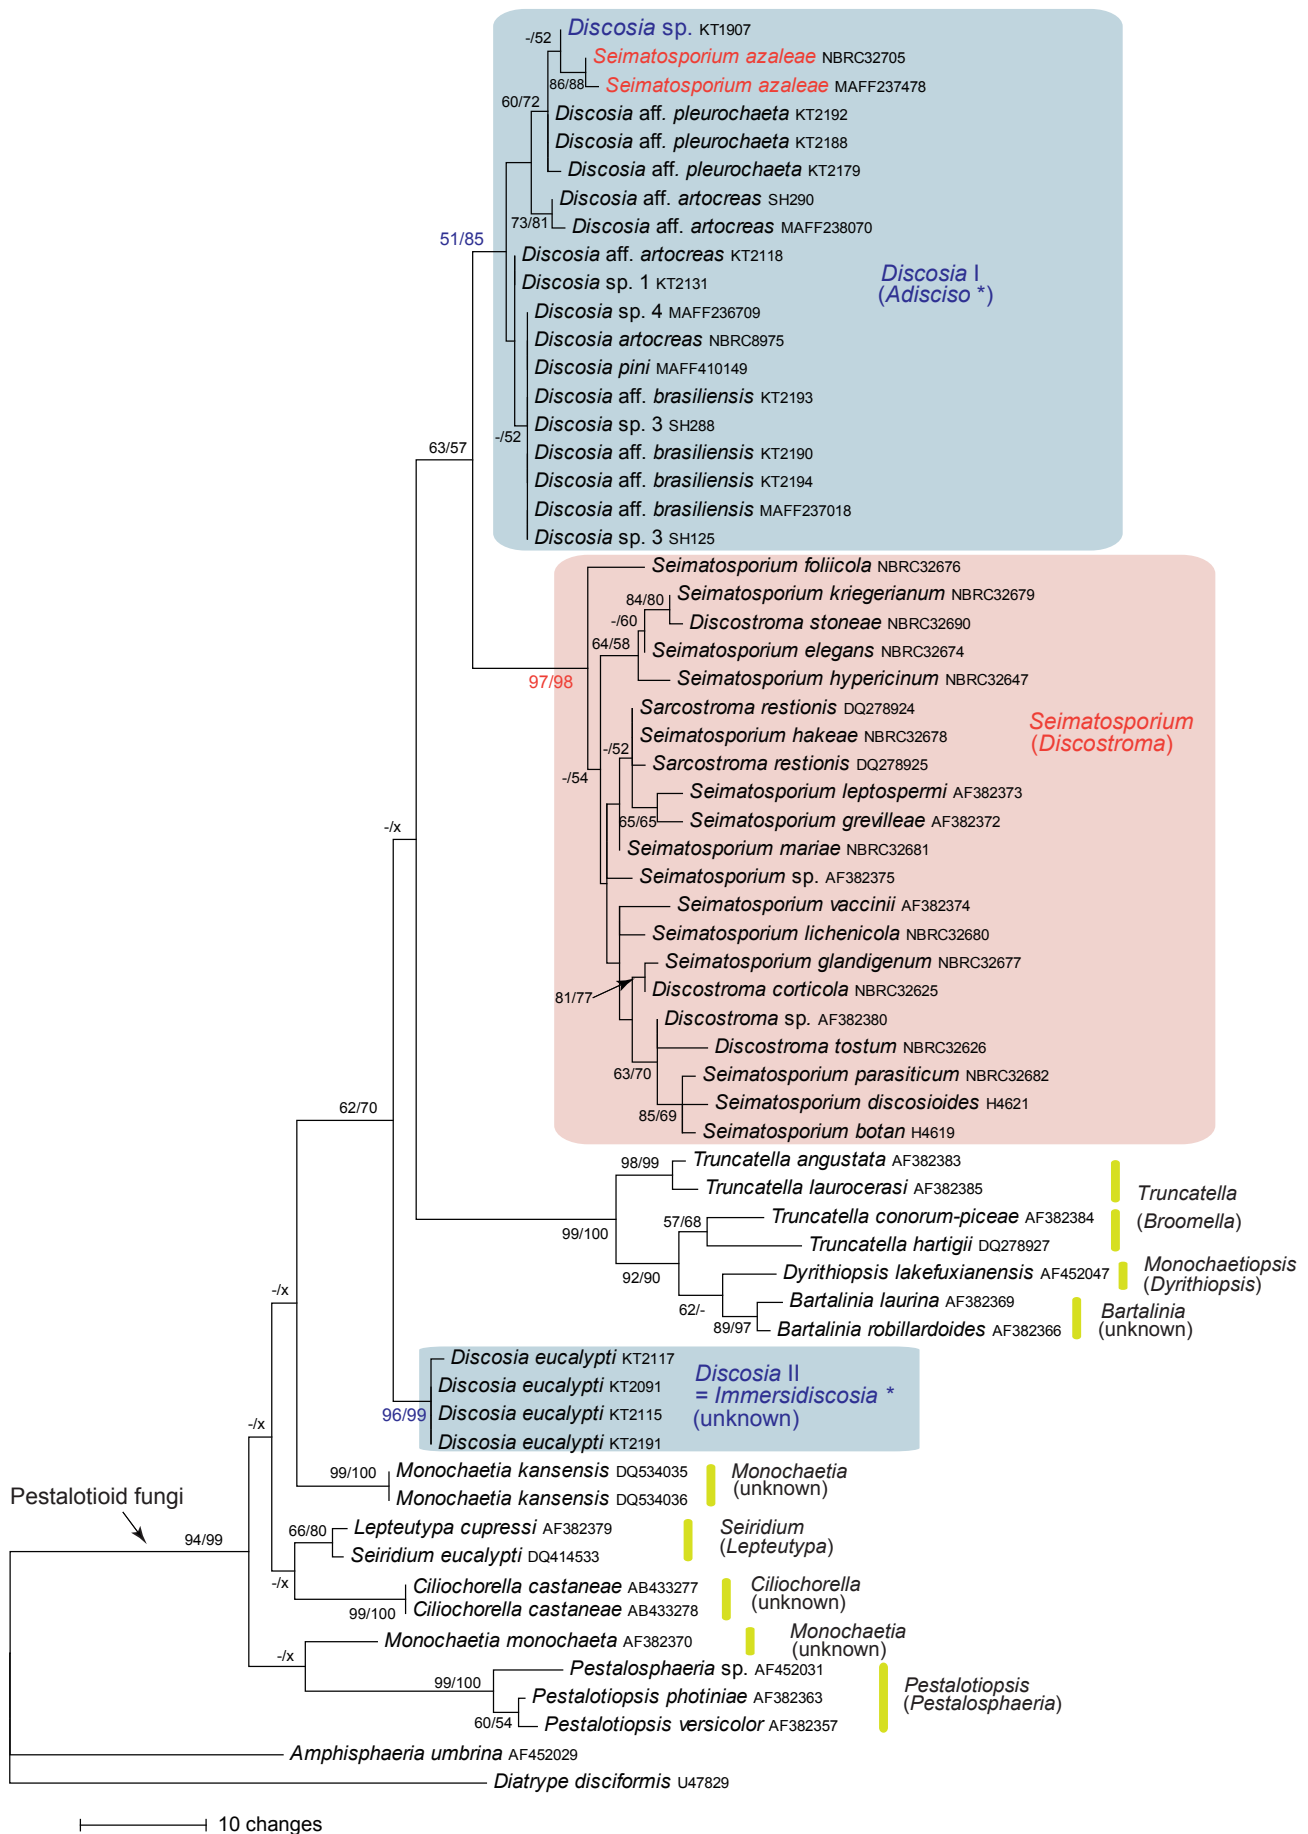 Discosia sp. KT1907
-/52
Seimatosporium azaleae NBRC32705
86/88
Seimatosporium azaleae MAFF237478
60/72
Discosia aff. pleurochaeta KT2192
Discosia aff. pleurochaeta KT2188
Discosia aff. pleurochaeta KT2179
Discosia aff. artocreas SH290
73/81
Discosia aff. artocreas MAFF238070
51/85
Discosia aff. artocreas KT2118
Discosia I
(Adisciso *)
Discosia sp. 1 KT2131
Discosia sp. 4 MAFF236709
Discosia artocreas NBRC8975
Discosia pini MAFF410149
Discosia aff. brasiliensis KT2193
Discosia sp. 3 SH288
-/52
63/57
Discosia aff. brasiliensis KT2190
Discosia aff. brasiliensis KT2194
Discosia aff. brasiliensis MAFF237018
Discosia sp. 3 SH125
Seimatosporium foliicola NBRC32676
Seimatosporium kriegerianum NBRC32679
84/80
Discostroma stoneae NBRC32690
-/60
64/58
Seimatosporium elegans NBRC32674
Seimatosporium hypericinum NBRC32647
97/98
Sarcostroma restionis DQ278924
Seimatosporium
(Discostroma)
Seimatosporium hakeae NBRC32678
-/52
Sarcostroma restionis DQ278925
-/54
Seimatosporium leptospermi AF382373
65/65
Seimatosporium grevilleae AF382372
-/x
Seimatosporium mariae NBRC32681
Seimatosporium sp. AF382375
Seimatosporium vaccinii AF382374
Seimatosporium lichenicola NBRC32680
Seimatosporium glandigenum NBRC32677
81/77
Discostroma corticola NBRC32625
Discostroma sp. AF382380
Discostroma tostum NBRC32626
63/70
Seimatosporium parasiticum NBRC32682
Seimatosporium discosioides H4621
85/69
62/70
Seimatosporium botan H4619
98/99
Truncatella angustata AF382383
Truncatella laurocerasi AF382385
Truncatella
(Broomella)
57/68
Truncatella conorum-piceae AF382384
99/100
Truncatella hartigii DQ278927
92/90
Dyrithiopsis lakefuxianensis AF452047
Monochaetiopsis
(Dyrithiopsis)
62/-
-/x
Bartalinia laurina AF382369
89/97
Bartalinia robillardoides AF382366
Bartalinia
(unknown)
Discosia eucalypti KT2117
Discosia II
= Immersidiscosia *
(unknown)
Discosia eucalypti KT2091
96/99
Discosia eucalypti KT2115
-/x
Discosia eucalypti KT2191
99/100
Monochaetia kansensis DQ534035
Monochaetia kansensis DQ534036
Monochaetia
(unknown)
Pestalotioid fungi
94/99
66/80
Lepteutypa cupressi AF382379
Seiridium eucalypti DQ414533
Seiridium
(Lepteutypa)
-/x
Ciliochorella castaneae AB433277
99/100
Ciliochorella castaneae AB433278
Ciliochorella
(unknown)
-/x
Monochaetia monochaeta AF382370
Monochaetia
(unknown)
99/100
Pestalosphaeria sp. AF452031
Pestalotiopsis photiniae AF382363
60/54
Pestalotiopsis versicolor AF382357
Pestalotiopsis
(Pestalosphaeria)
Amphisphaeria umbrina AF452029
Diatrype disciformis U47829
10 changes